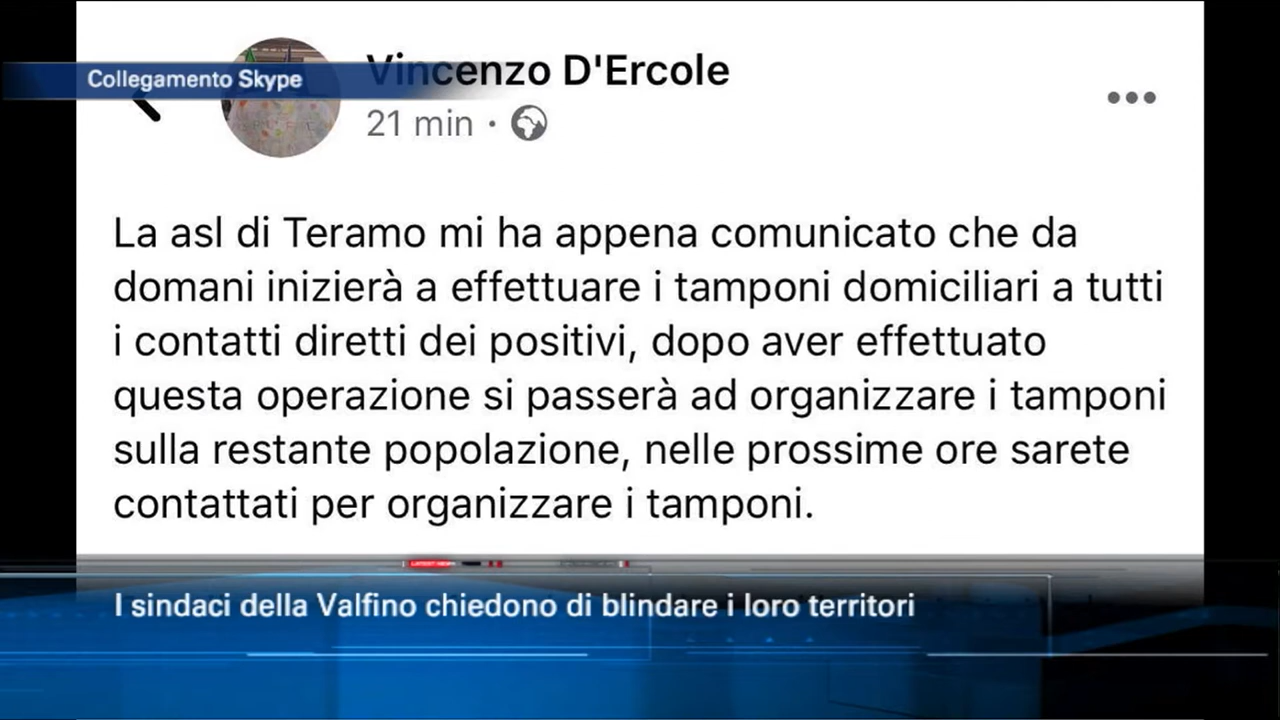 Collegamento Skype
Vincenzo D'Ercole
21 min ·
La asl di Teramo mi ha appena comunicato che da
domani inizierà a effettuare i tamponi domiciliari a tutti
i contatti diretti dei positivi, dopo aver effettuato
questa operazione si passerà ad organizzare i tamponi
sulla restante popolazione, nelle prossime ore sarete
contattati per organizzare i tamponi.
LATEST NEWS
I sindaci della Valfino chiedono di blindare i loro territori